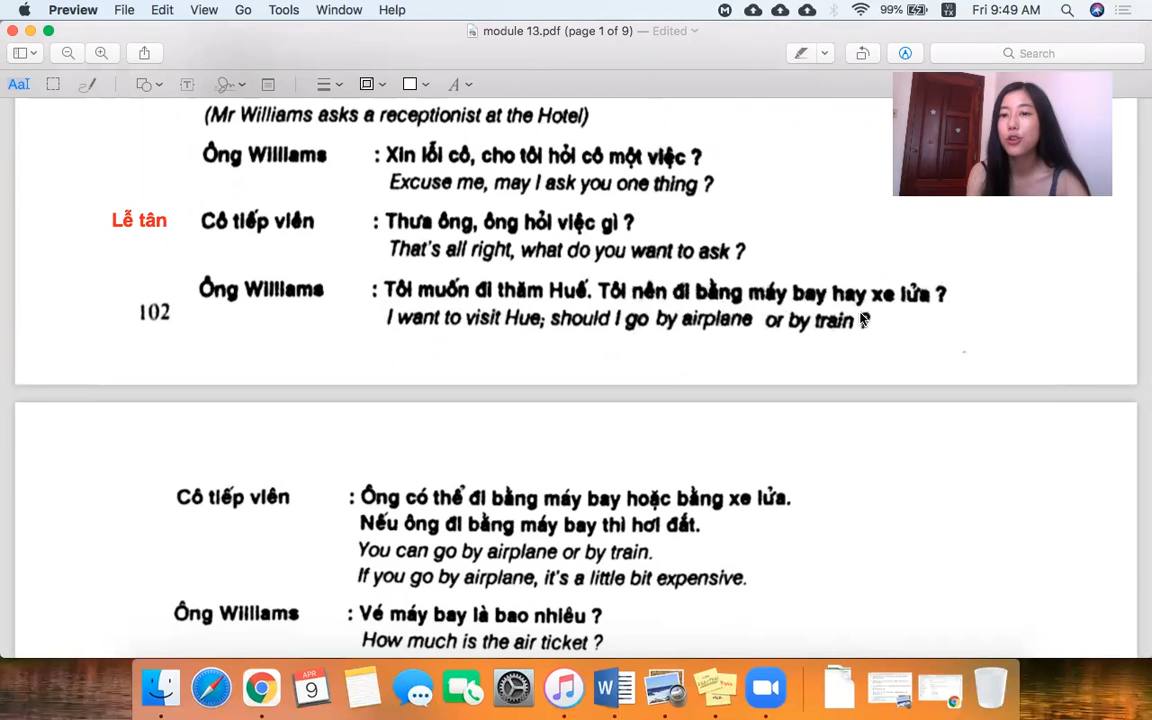 Preview File Edit View Go Tools Window Help 99% VI TX Fri 9:49 AM
module 13.pdf (page 1 of 9) — Edited
Search
AaI T A
(Mr Williams asks a receptionist at the Hotel)
Ông Williams : Xin lỗi cô, cho tôi hỏi cô một việc ?
Excuse me, may I ask you one thing ?
Lễ tân Cô tiếp viên : Thưa ông, ông hỏi việc gì ?
That's all right, what do you want to ask ?
Ông Williams : Tôi muốn đi thăm Huế. Tôi nên đi bằng máy bay hay xe lửa ?
102 I want to visit Hue; should I go by airplane or by train ?
Cô tiếp viên : Ông có thể đi bằng máy bay hoặc bằng xe lửa.
Nếu ông đi bằng máy bay thì hơi đắt.
You can go by airplane or by train.
If you go by airplane, it's a little bit expensive.
Ông Williams : Vé máy bay là bao nhiêu ?
How much is the air ticket ?
APR
9 W